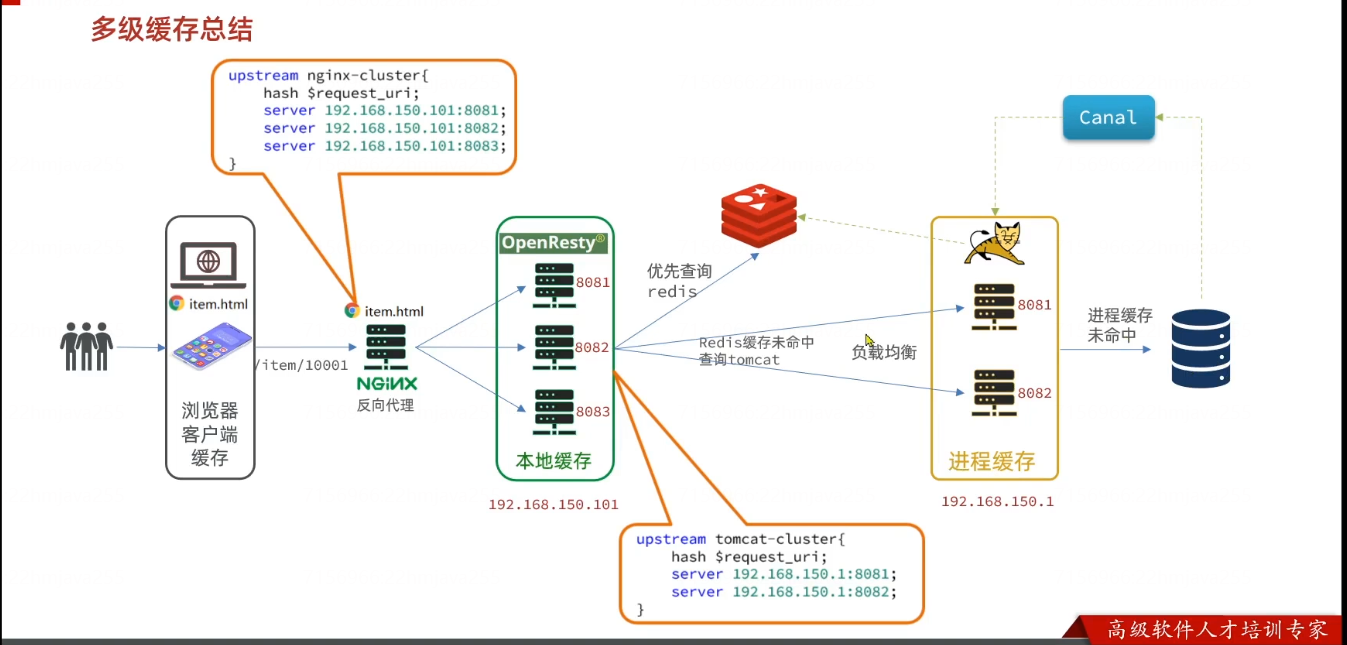 多级缓存总结
upstream nginx-cluster{
hash $request_uri;
server 192.168.150.101:8081;
server 192.168.150.101:8082;
server 192.168.150.101:8083;
}
Canal
item.html
浏览器
客户端
缓存
/item/10001
item.html
NGINX
反向代理
OpenResty®
8081
8082
8083
本地缓存
192.168.150.101
优先查询
redis
Redis缓存未命中
查询tomcat
负载均衡
8081
8082
进程缓存
192.168.150.1
进程缓存
未命中
upstream tomcat-cluster{
hash $request_uri;
server 192.168.150.1:8081;
server 192.168.150.1:8082;
}
高级软件人才培训专家